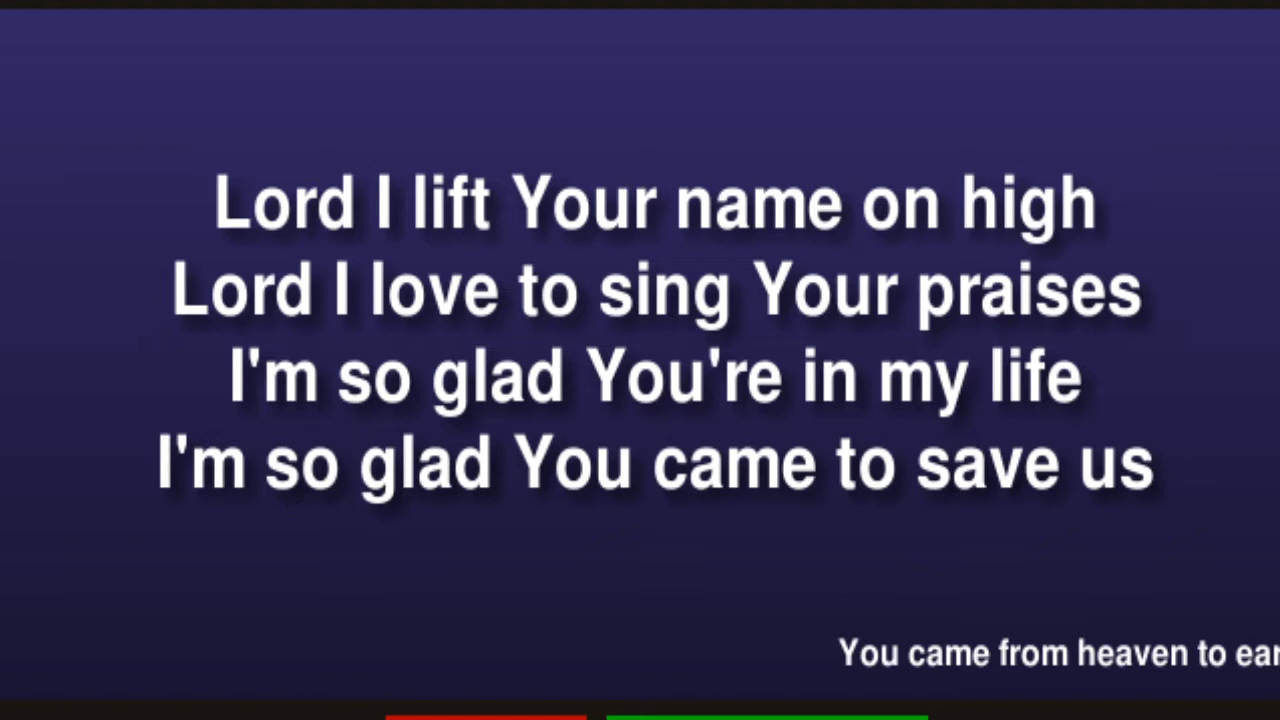 Lord I lift Your name on high
Lord I love to sing Your praises
I'm so glad You're in my life
I'm so glad You came to save us
You came from heaven to